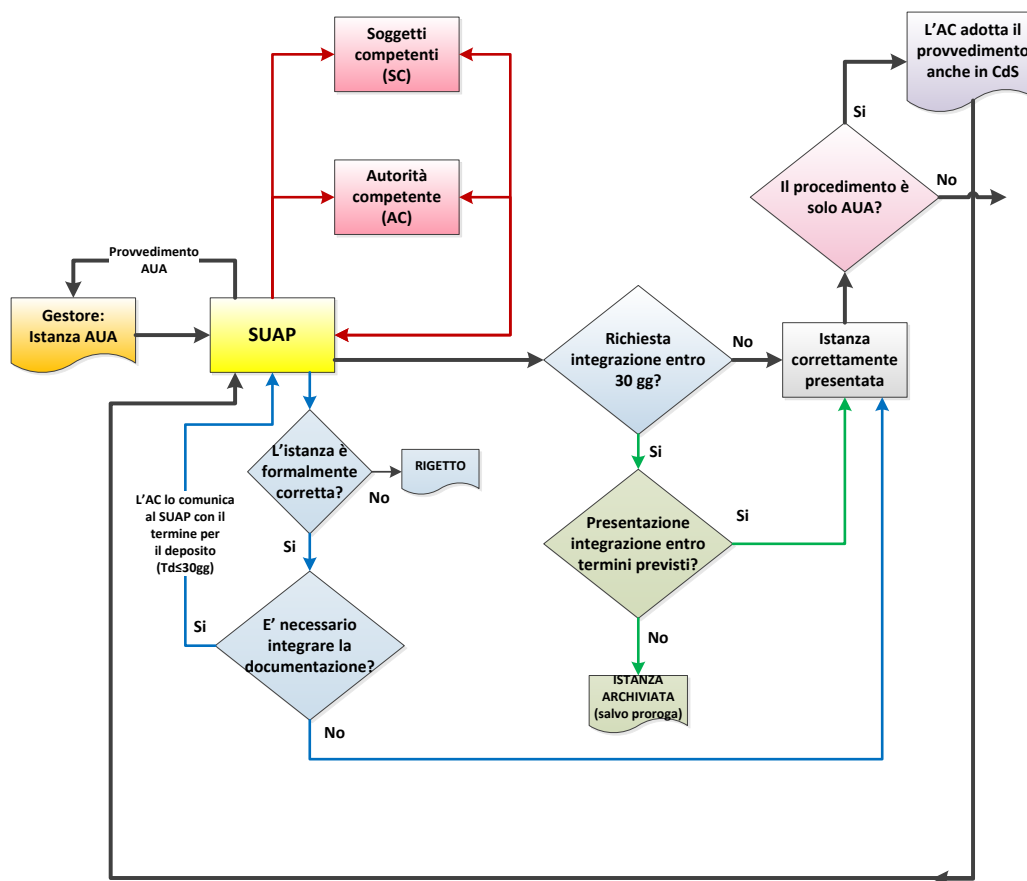 Soggetti
competenti
(SC)
L'AC adotta il
provvedimento
anche in CdS
Si
Autorità
competente
(AC)
Il procedimento è
solo AUA?
No
Provvedimento
AUA
Gestore:
Istanza AUA
SUAP
Richiesta
integrazione entro
30 gg?
No
Istanza
correttamente
presentata
Si
L'istanza è
formalmente
corretta?
No
RIGETTO
L'AC lo comunica
al SUAP con il
termine per
il deposito
(Td≤30gg)
Si
Presentazione
integrazione entro
termini previsti?
Si
Si
E' necessario
integrare la
documentazione?
No
No
ISTANZA
ARCHIVIATA
(salvo proroga)